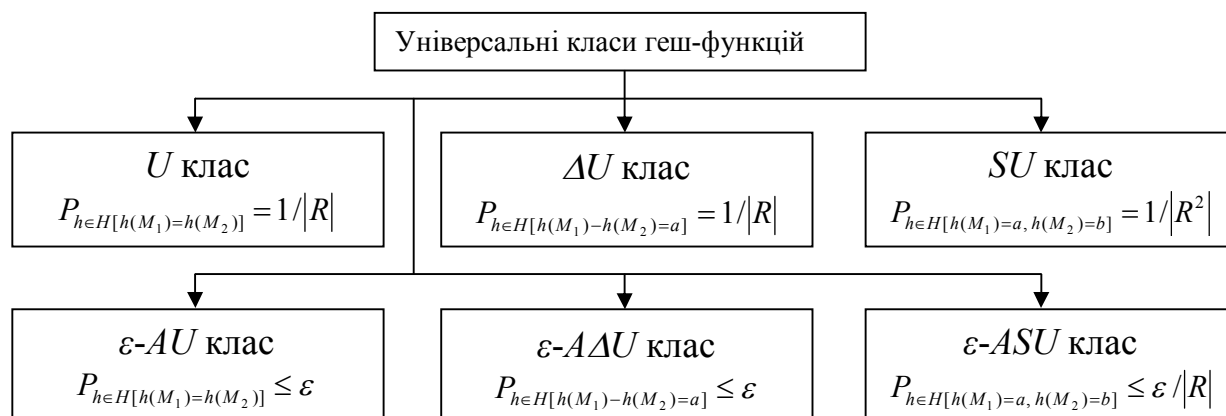 Універсальні класи геш-функцій
U клас
P_{h∈H[h(M_1)=h(M_2)]} = 1/|R|
ΔU клас
P_{h∈H[h(M_1)−h(M_2)=a]} = 1/|R|
SU клас
P_{h∈H[h(M_1)=a, h(M_2)=b]} = 1/|R^2|
ε-AU клас
P_{h∈H[h(M_1)=h(M_2)]} ≤ ε
ε-AΔU клас
P_{h∈H[h(M_1)−h(M_2)=a]} ≤ ε
ε-ASU клас
P_{h∈H[h(M_1)=a, h(M_2)=b]} ≤ ε/|R|